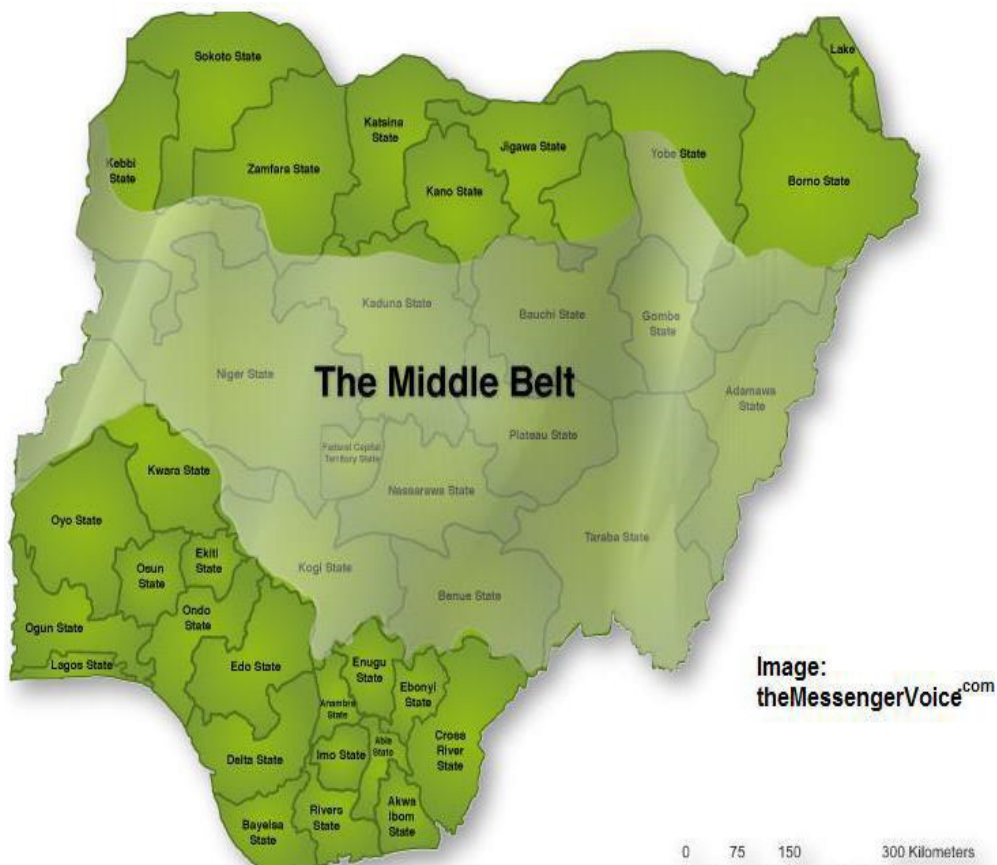 Sokoto State
Lake
Katsina
State
Jigawa State
Yobe State
Kebbi
State
Zamfara State
Kano State
Borno State
Kaduna State
Bauchi State
Gombe
State
Niger State
The Middle Belt
Adamawa
State
Plateau State
Federal Capital
Territory State
Kwara State
Nassarawa State
Oyo State
Taraba State
Ekiti
State
Osun
State
Kogi State
Benue State
Ondo
State
Ogun State
Lagos State
Edo State
Enugu
State
Ebonyi
State
Anambra
State
Image:
theMessengerVoice.com
Delta State
Imo State
Abia
State
Cross
River
State
Bayelsa
State
Rivers
State
Akwa
Ibom
State
0 75 150 300 Kilometers